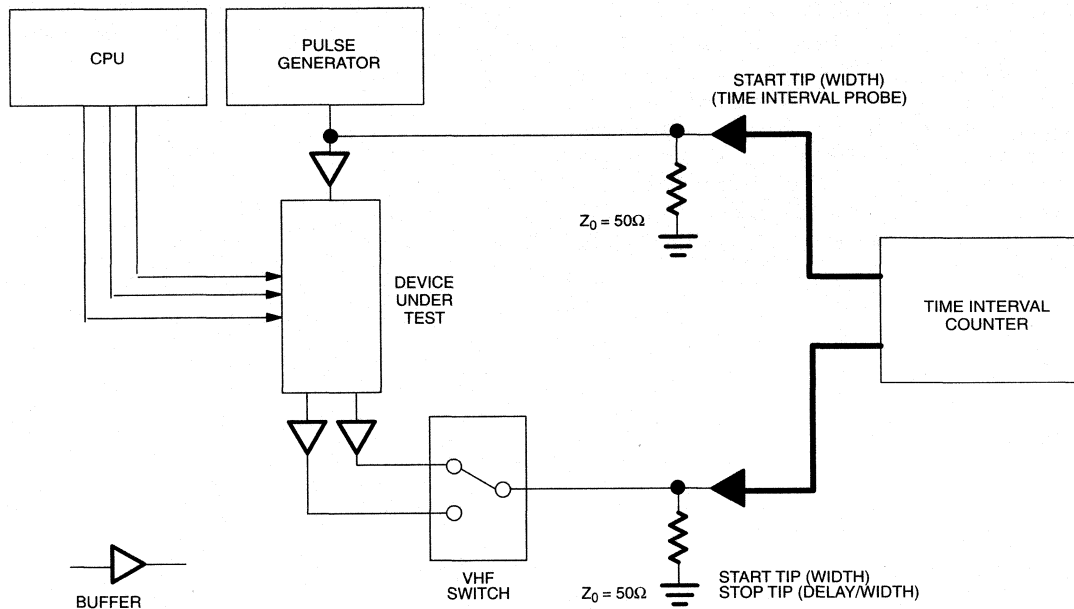 CPU
PULSE
GENERATOR
START TIP (WIDTH)
(TIME INTERVAL PROBE)
Z0 = 50Ω
DEVICE
UNDER
TEST
TIME INTERVAL
COUNTER
VHF
SWITCH
Z0 = 50Ω
START TIP (WIDTH)
STOP TIP (DELAY/WIDTH)
BUFFER